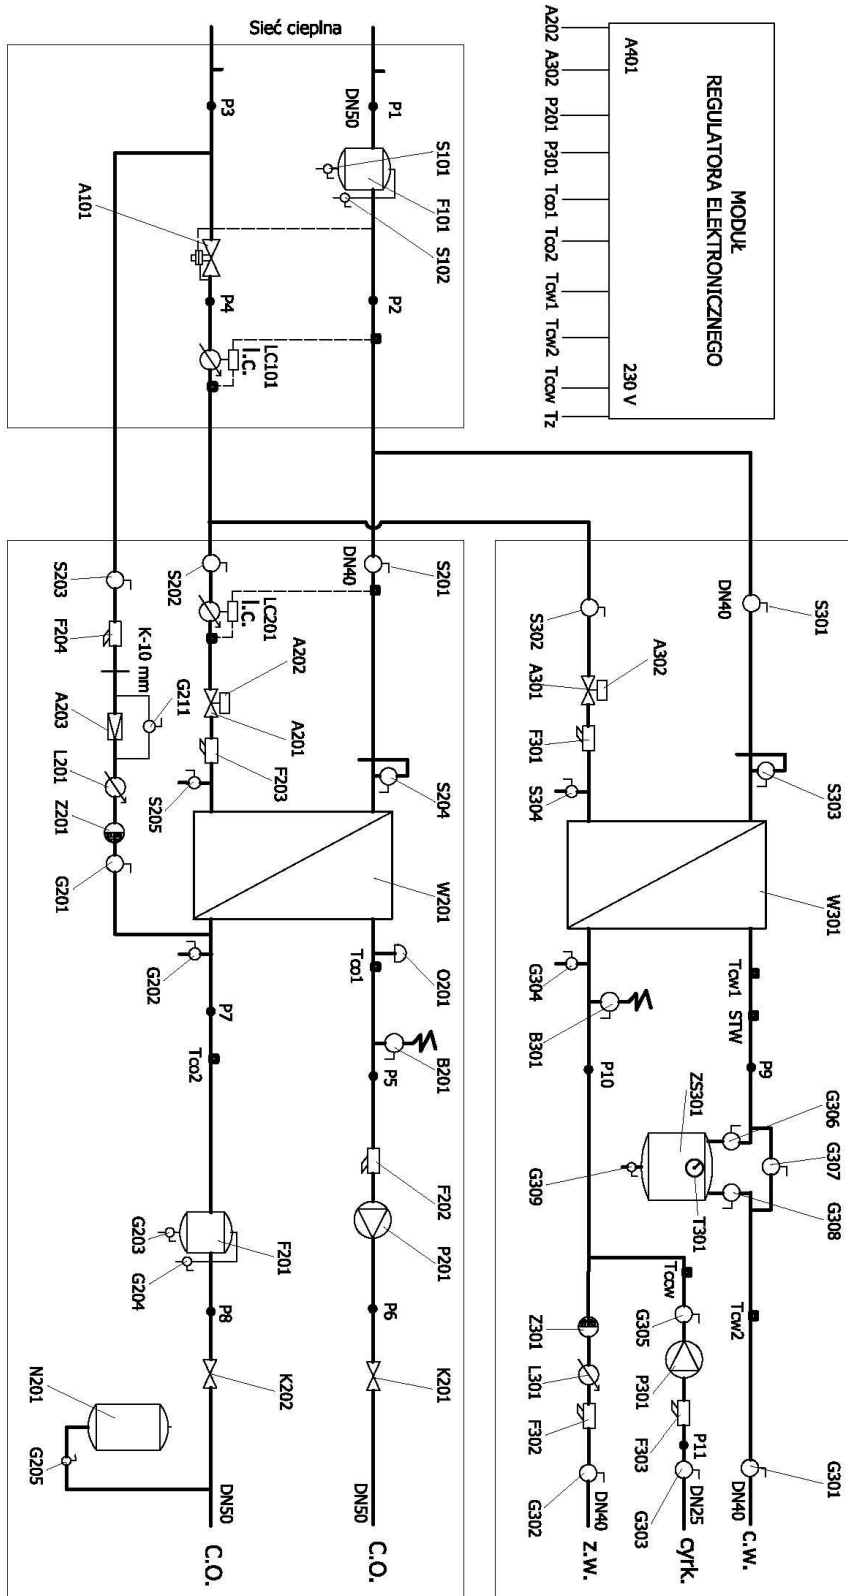 Sieć cieplna
MODUŁ
REGULATORA ELEKTRONICZNEGO
A401
230 V
A202
A302
P201
P301
Tco1
Tco2
Tcw1
Tcw2
Tccw
Tz
P3
P1
DN50
S101
F101
S102
A101
P4
P2
LC101
I.C.
S203
F204
K-10 mm
A203
G211
L201
Z201
G201
S202
LC201
I.C.
A202
A201
F203
S205
DN40
S201
S204
W201
G202
P7
Tco2
Tco1
O201
B201
P5
F202
P201
P6
K201
G203
G204
F201
P8
K202
N201
G205
DN50
C.O.
DN50
C.O.
DN40
S301
S302
A302
A301
F301
S304
S303
W301
G304
B301
P10
Tcw1
STW
P9
ZS301
G306
G307
G308
G309
T301
Tccw
G305
P301
F303
P11
G303
DN25
cyrk.
Z301
L301
F302
G302
DN40
z.w.
Tcw2
G301
DN40
c.w.